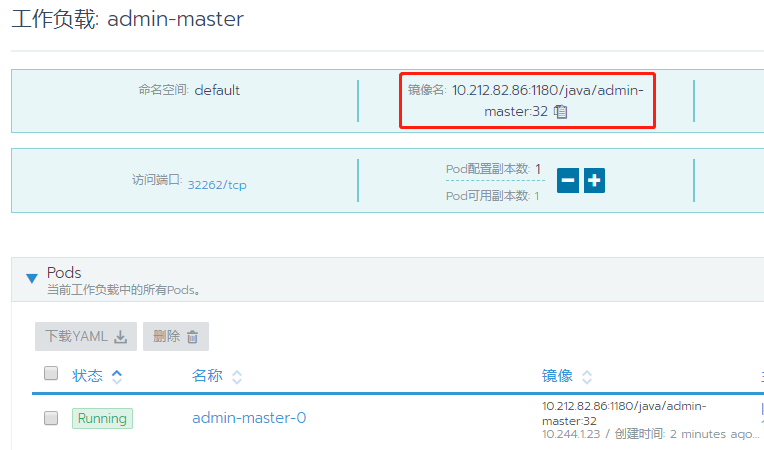 工作负载: admin-master
命名空间: default
镜像名: 10.212.82.86:1180/java/admin-
master:32
访问端口: 32262/tcp
Pod配置副本数: 1
Pod可用副本数: 1
Pods
当前工作负载中的所有Pods。
下载YAML 删除
状态 名称 镜像
Running admin-master-0 10.212.82.86:1180/java/admin-
master:32
10.244.1.23 / 创建时间: 2 minutes ago...